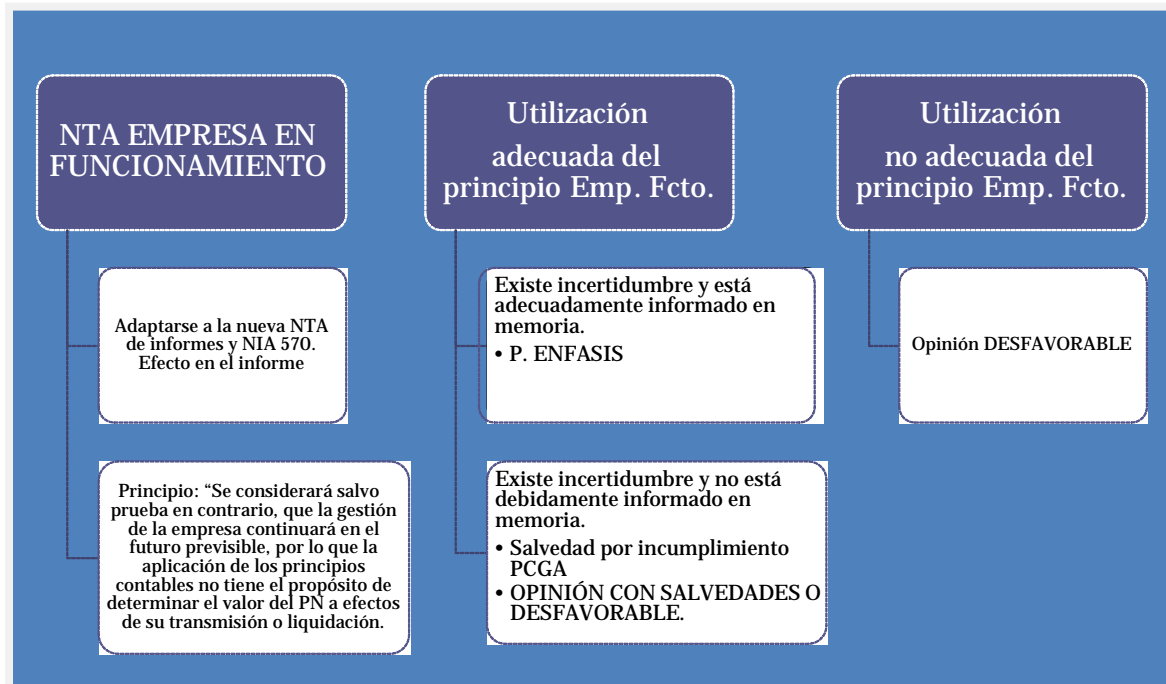 NTA EMPRESA EN
FUNCIONAMIENTO
Adaptarse a la nueva NTA
de informes y NIA 570.
Efecto en el informe
Principio: “Se considerará salvo
prueba en contrario, que la gestión
de la empresa continuará en el
futuro previsible, por lo que la
aplicación de los principios
contables no tiene el propósito de
determinar el valor del PN a efectos
de su transmisión o liquidación.
Utilización
adecuada del
principio Emp. Fcto.
Existe incertidumbre y está
adecuadamente informado en
memoria.
• P. ENFASIS
Existe incertidumbre y no está
debidamente informado en
memoria.
• Salvedad por incumplimiento
PCGA
• OPINIÓN CON SALVEDADES O
DESFAVORABLE.
Utilización
no adecuada del
principio Emp. Fcto.
Opinión DESFAVORABLE